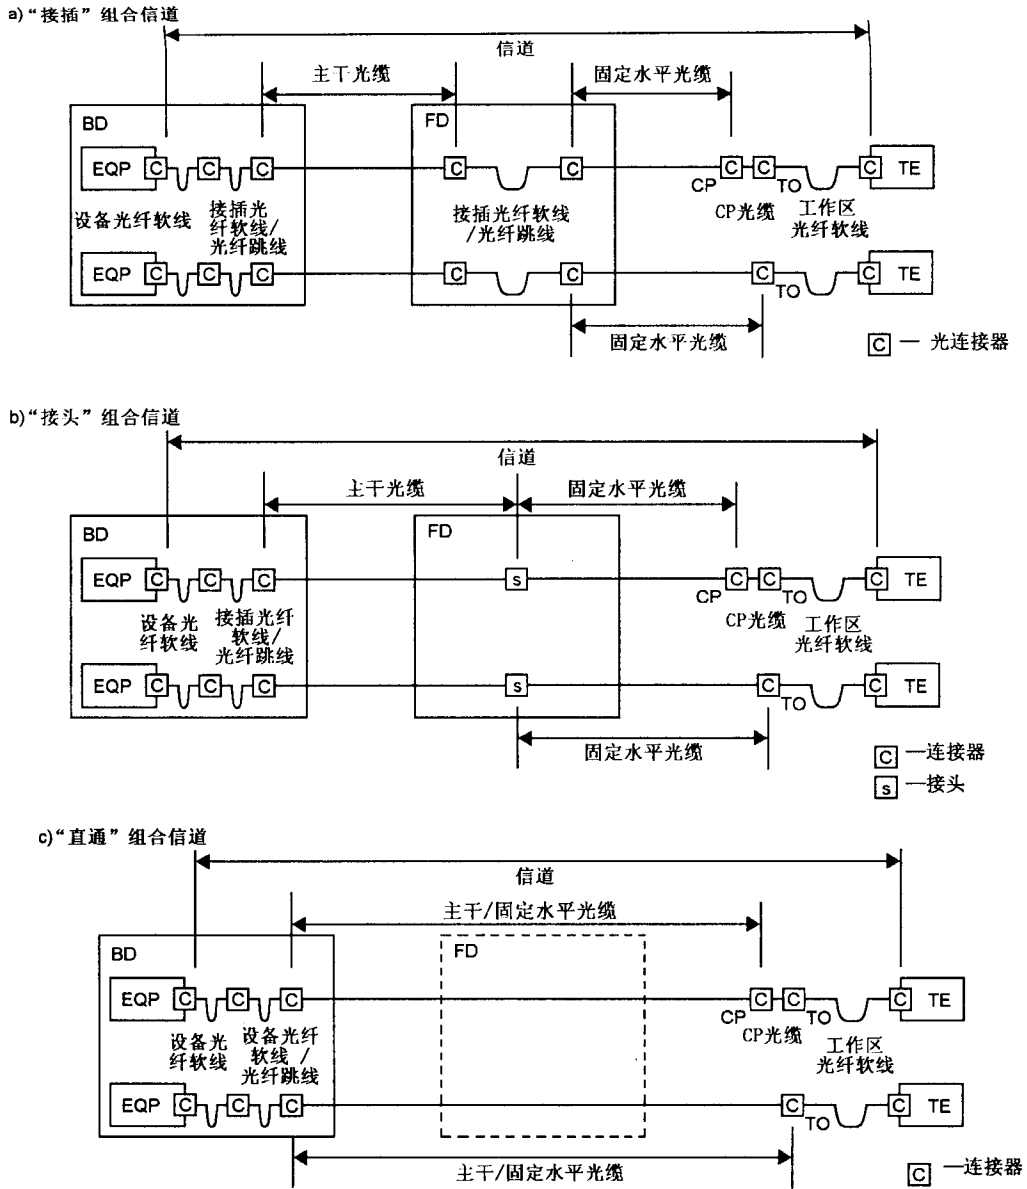 a)“接插”组合信道
信道
主干光缆
固定水平光缆
BD
FD
EQP C C C C C C C C TE
CP TO
设备光纤软线
接插光
纤软线/
光纤跳线
接插光纤软线
/光纤跳线
CP光缆
工作区
光纤软线
EQP C C C C C C C TE
TO
固定水平光缆
C — 光连接器
b)“接头”组合信道
信道
主干光缆
固定水平光缆
BD
FD
EQP C C C s C C C TE
CP TO
设备光
纤软线
接插光纤
软线/
光纤跳线
CP光缆
工作区
光纤软线
EQP C C C s C C TE
TO
固定水平光缆
C —连接器
s —接头
c)“直通”组合信道
信道
主干/固定水平光缆
BD
FD
EQP C C C C C C TE
CP TO
设备光
纤软线
设备光纤
软线 /
光纤跳线
CP光缆
工作区
光纤软线
EQP C C C C C TE
TO
主干/固定水平光缆
C —连接器